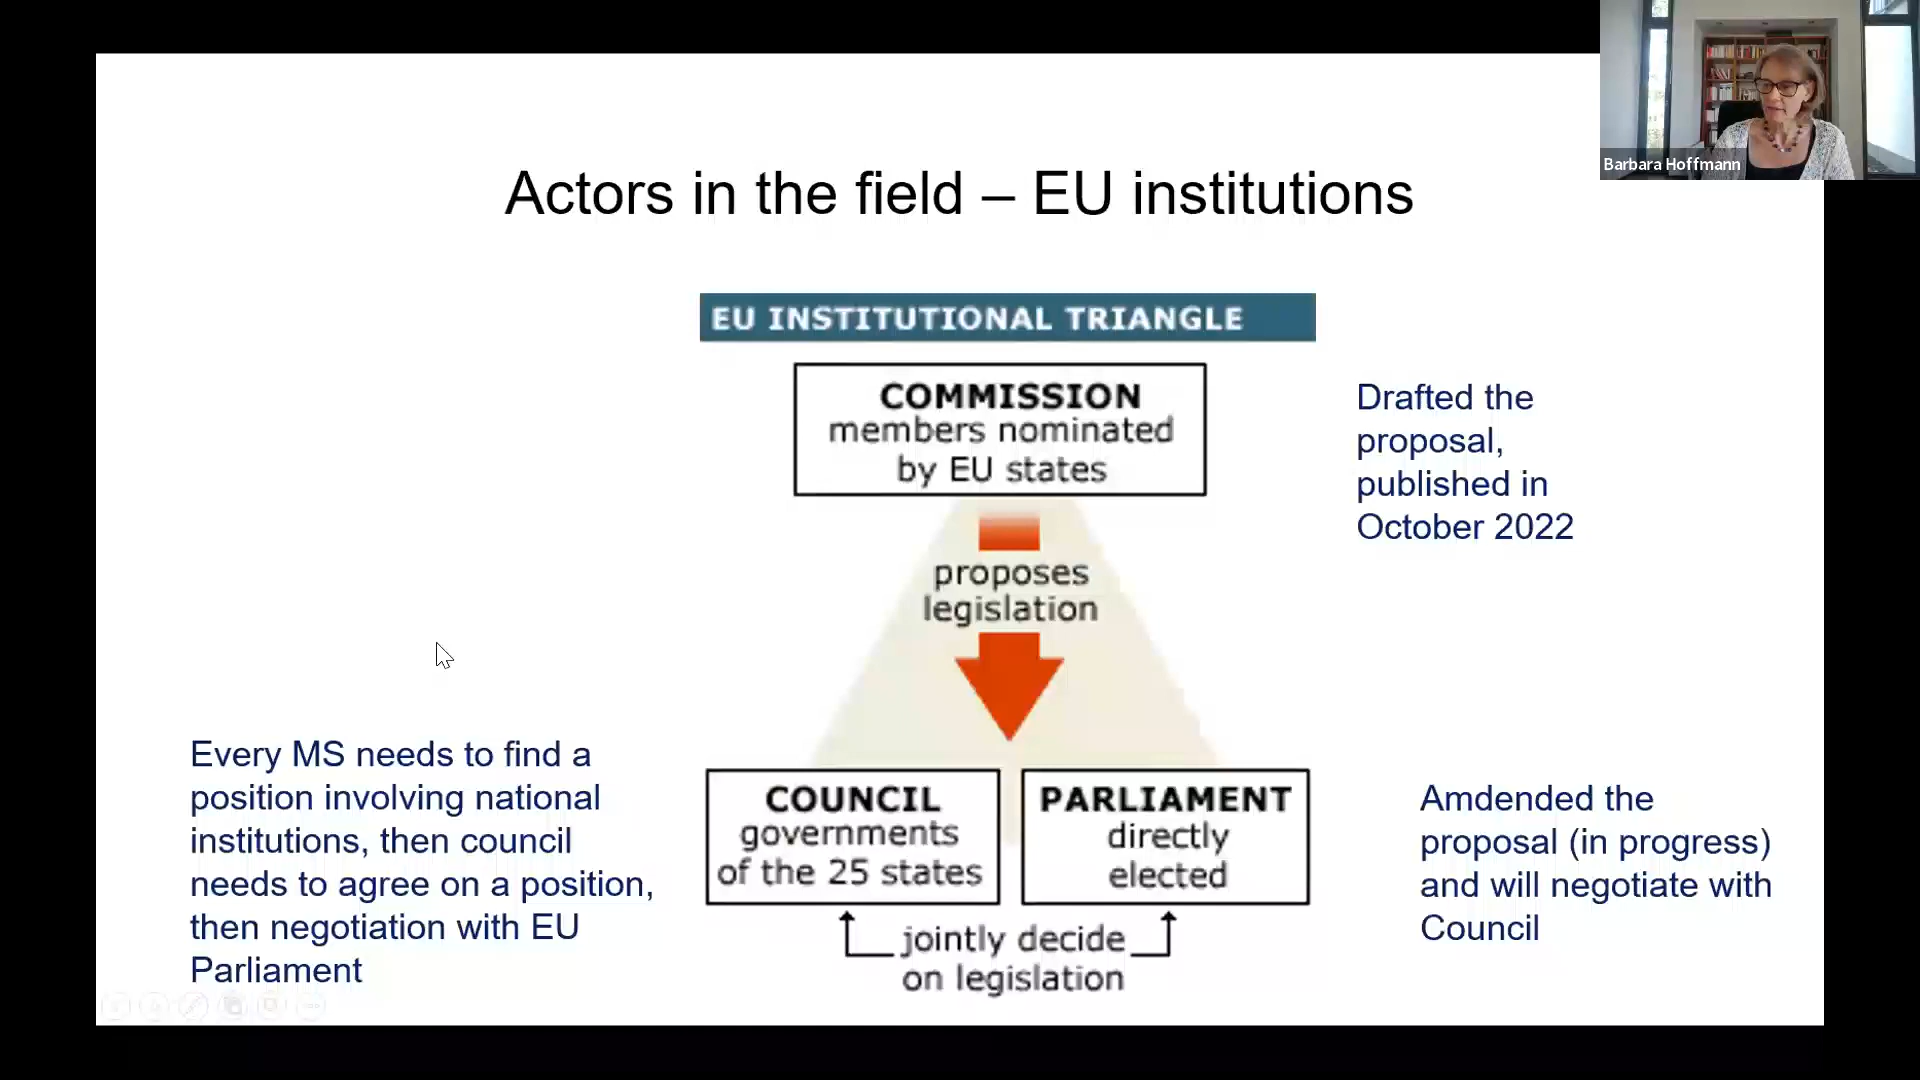 Barbara Hoffmann
Actors in the field – EU institutions
EU INSTITUTIONAL TRIANGLE
COMMISSION
members nominated
by EU states
Drafted the
proposal,
published in
October 2022
proposes
legislation
Every MS needs to find a
position involving national
institutions, then council
needs to agree on a position,
then negotiation with EU
Parliament
COUNCIL
governments
of the 25 states
PARLIAMENT
directly
elected
jointly decide
on legislation
Amdended the
proposal (in progress)
and will negotiate with
Council